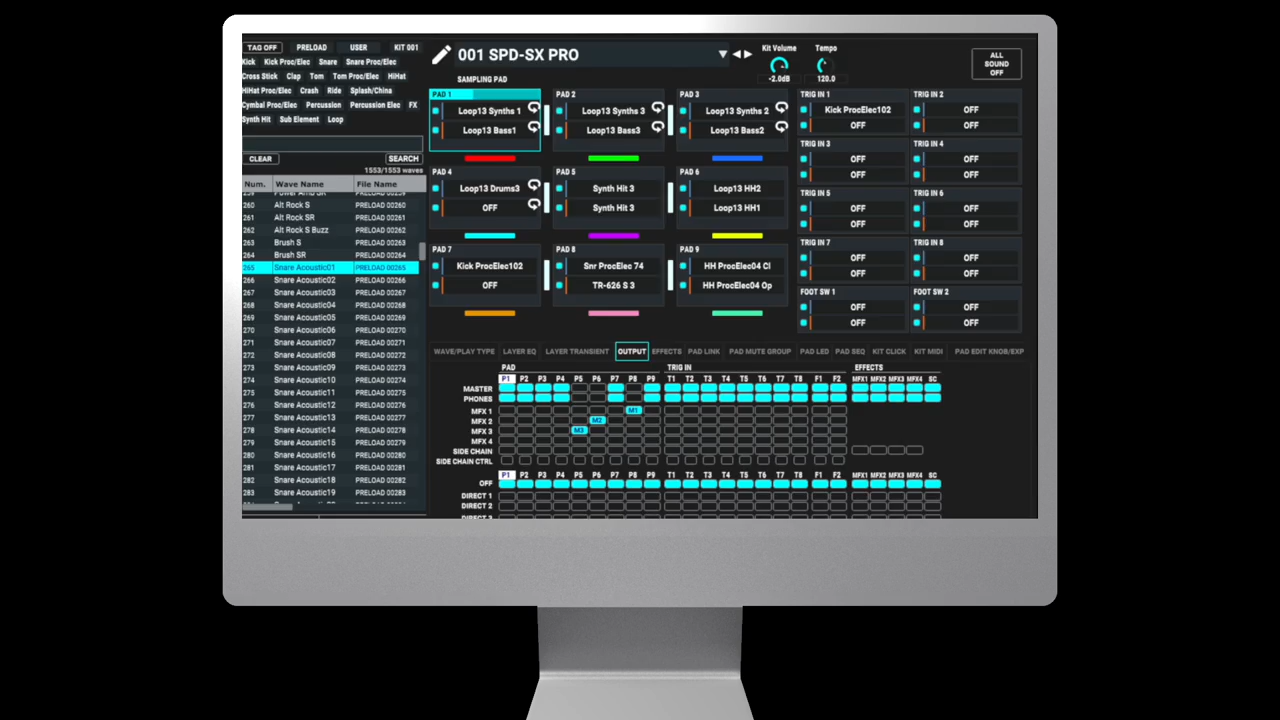 TAG OFF PRELOAD USER KIT 001
Kick Kick Proc/Elec Snare Snare Proc/Elec
Cross Stick Clap Tom Tom Proc/Elec HiHat
HiHat Proc/Elec Crash Ride Splash/China
Cymbal Proc/Elec Percussion Percussion Elec FX
Synth Hit Sub Element Loop
CLEAR SEARCH
1553/1553 waves
Num. Wave Name File Name
260 Alt Rock S PRELOAD 00260
261 Alt Rock SR PRELOAD 00261
262 Alt Rock S Buzz PRELOAD 00262
263 Brush S PRELOAD 00263
264 Brush SR PRELOAD 00264
265 Snare Acoustic01 PRELOAD 00265
266 Snare Acoustic02 PRELOAD 00266
267 Snare Acoustic03 PRELOAD 00267
268 Snare Acoustic04 PRELOAD 00268
269 Snare Acoustic05 PRELOAD 00269
270 Snare Acoustic06 PRELOAD 00270
271 Snare Acoustic07 PRELOAD 00271
272 Snare Acoustic08 PRELOAD 00272
273 Snare Acoustic09 PRELOAD 00273
274 Snare Acoustic10 PRELOAD 00274
275 Snare Acoustic11 PRELOAD 00275
276 Snare Acoustic12 PRELOAD 00276
277 Snare Acoustic13 PRELOAD 00277
278 Snare Acoustic14 PRELOAD 00278
279 Snare Acoustic15 PRELOAD 00279
280 Snare Acoustic16 PRELOAD 00280
281 Snare Acoustic17 PRELOAD 00281
282 Snare Acoustic18 PRELOAD 00282
283 Snare Acoustic19 PRELOAD 00283
001 SPD-SX PRO
Kit Volume
-2.0dB
Tempo
120.0
ALL
SOUND
OFF
SAMPLING PAD
PAD 1
Loop13 Synths 1
Loop13 Bass1
PAD 2
Loop13 Synths 3
Loop13 Bass3
PAD 3
Loop13 Synths 2
Loop13 Bass2
PAD 4
Loop13 Drums3
OFF
PAD 5
Synth Hit 3
Synth Hit 3
PAD 6
Loop13 HH2
Loop13 HH1
PAD 7
Kick ProcElec102
OFF
PAD 8
Snr ProcElec 74
TR-626 S 3
PAD 9
HH ProcElec04 Cl
HH ProcElec04 Op
TRIG IN 1
Kick ProcElec102
OFF
TRIG IN 2
OFF
OFF
TRIG IN 3
OFF
OFF
TRIG IN 4
OFF
OFF
TRIG IN 5
OFF
OFF
TRIG IN 6
OFF
OFF
TRIG IN 7
OFF
OFF
TRIG IN 8
OFF
OFF
FOOT SW 1
OFF
OFF
FOOT SW 2
OFF
OFF
WAVE/PLAY TYPE LAYER EQ LAYER TRANSIENT OUTPUT EFFECTS PAD LINK PAD MUTE GROUP PAD LED PAD SEQ KIT CLICK KIT MIDI PAD EDIT KNOB/EXP
PAD TRIG IN EFFECTS
P1 P2 P3 P4 P5 P6 P7 P8 P9 T1 T2 T3 T4 T5 T6 T7 T8 F1 F2 MFX1 MFX2 MFX3 MFX4 SC
MASTER
PHONES
MFX 1 M1
MFX 2 M2
MFX 3 M3
MFX 4
SIDE CHAIN
SIDE CHAIN CTRL
P1 P2 P3 P4 P5 P6 P7 P8 P9 T1 T2 T3 T4 T5 T6 T7 T8 F1 F2 MFX1 MFX2 MFX3 MFX4 SC
OFF
DIRECT 1
DIRECT 2